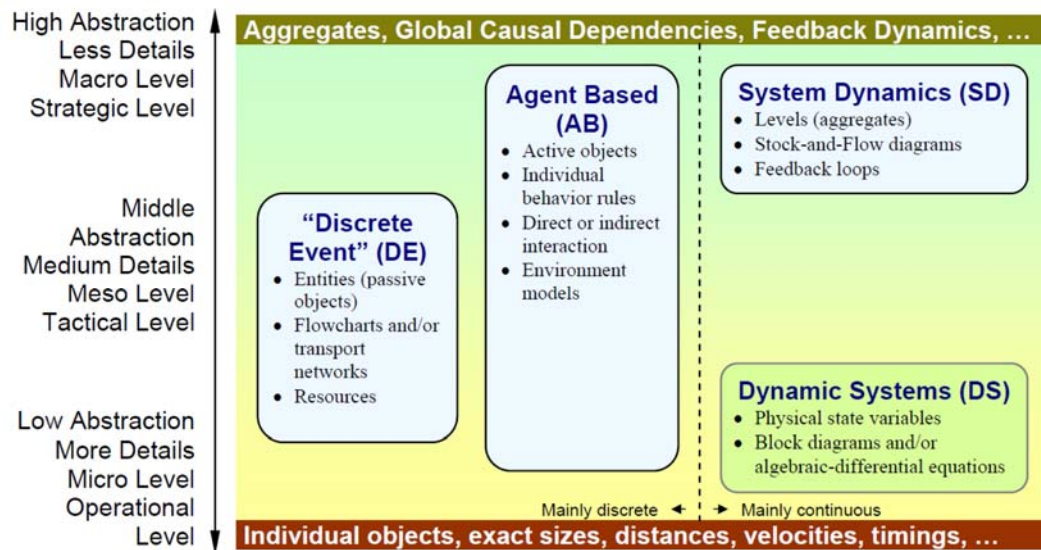 High Abstraction
Less Details
Macro Level
Strategic Level
Middle
Abstraction
Medium Details
Meso Level
Tactical Level
Low Abstraction
More Details
Micro Level
Operational
Level
Aggregates, Global Causal Dependencies, Feedback Dynamics, …
“Discrete
Event” (DE)
• Entities (passive
objects)
• Flowcharts and/or
transport
networks
• Resources
Agent Based
(AB)
• Active objects
• Individual
behavior rules
• Direct or indirect
interaction
• Environment
models
System Dynamics (SD)
• Levels (aggregates)
• Stock-and-Flow diagrams
• Feedback loops
Dynamic Systems (DS)
• Physical state variables
• Block diagrams and/or
algebraic-differential equations
Mainly discrete
Mainly continuous
Individual objects, exact sizes, distances, velocities, timings, …